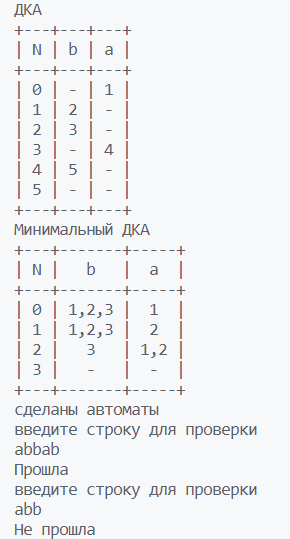 ДКА
+---+---+---+
| N | b | a |
+---+---+---+
| 0 | - | 1 |
| 1 | 2 | - |
| 2 | 3 | - |
| 3 | - | 4 |
| 4 | 5 | - |
| 5 | - | - |
+---+---+---+
Минимальный ДКА
+---+-------+-----+
| N |   b   |  a  |
+---+-------+-----+
| 0 | 1,2,3 |  1  |
| 1 | 1,2,3 |  2  |
| 2 |   3   | 1,2 |
| 3 |   -   |  -  |
+---+-------+-----+
сделаны автоматы
введите строку для проверки
abbab
Прошла
введите строку для проверки
abb
Не прошла